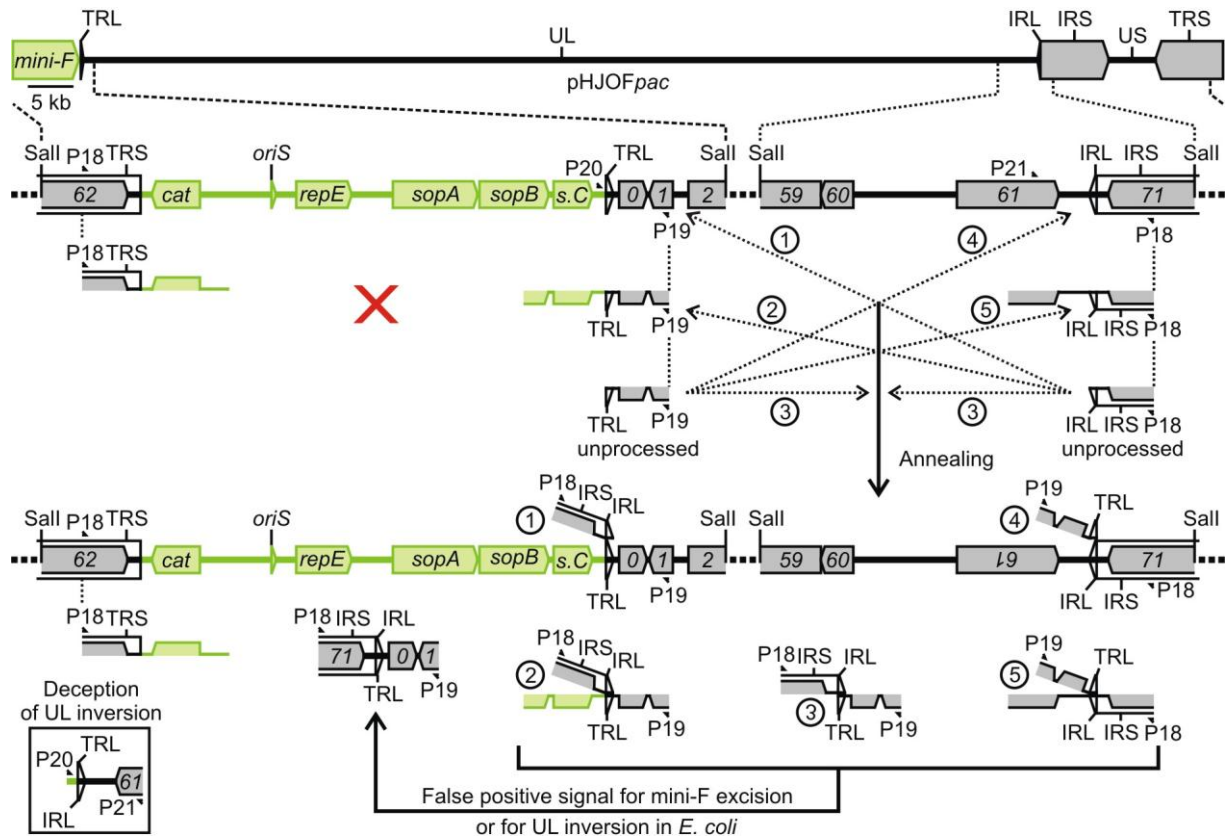 TRL UL IRL IRS US TRS
mini-F
5 kb pHJOFpac
SalI P18 TRS oriS P20 TRL SalI SalI P21 IRL IRS SalI
62 cat repE sopA sopB s.C 0 1 2 59 60 61 71
P19 1 4 P18
P18 TRS
2 5
TRL P19 IRL IRS P18
3 3
TRL P19 IRL IRS P18
unprocessed unprocessed
Annealing
P18 IRS IRL P19 TRL
SalI P18 TRS oriS 1 SalI SalI 4 SalI
62 cat repE sopA sopB s.C 0 1 2 59 60 61 71
TRL P19 IRL IRS P18
P18 TRS P18 IRS IRL P18 IRS IRL P18 IRS IRL P19 TRL
71 0 1 2 3 5
TRL P19 TRL P19 TRL P19 IRL IRS P18
Deception
of UL inversion
P20 TRL
61
IRL P21
False positive signal for mini-F excision
or for UL inversion in E. coli